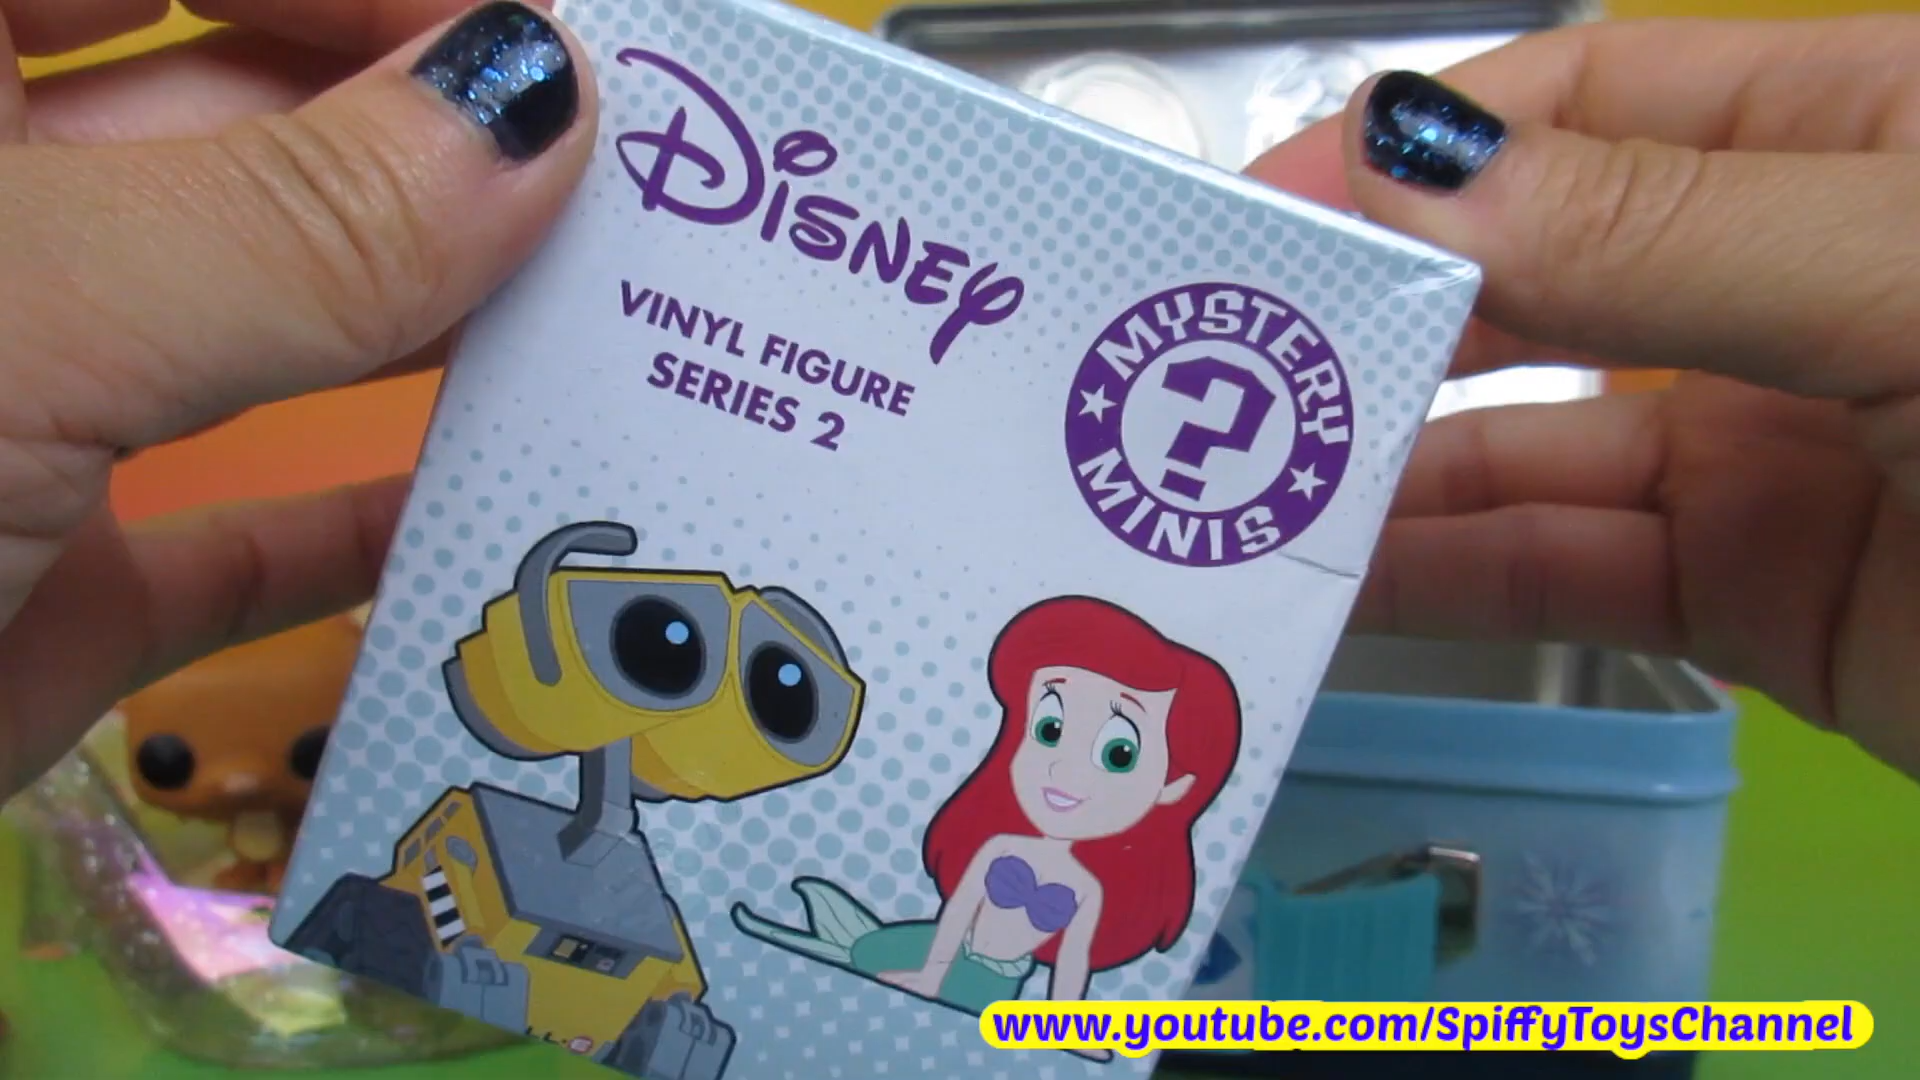 Disney
VINYL FIGURE
SERIES 2
MYSTERY
?
MINIS
www.youtube.com/SpiffyToysChannel